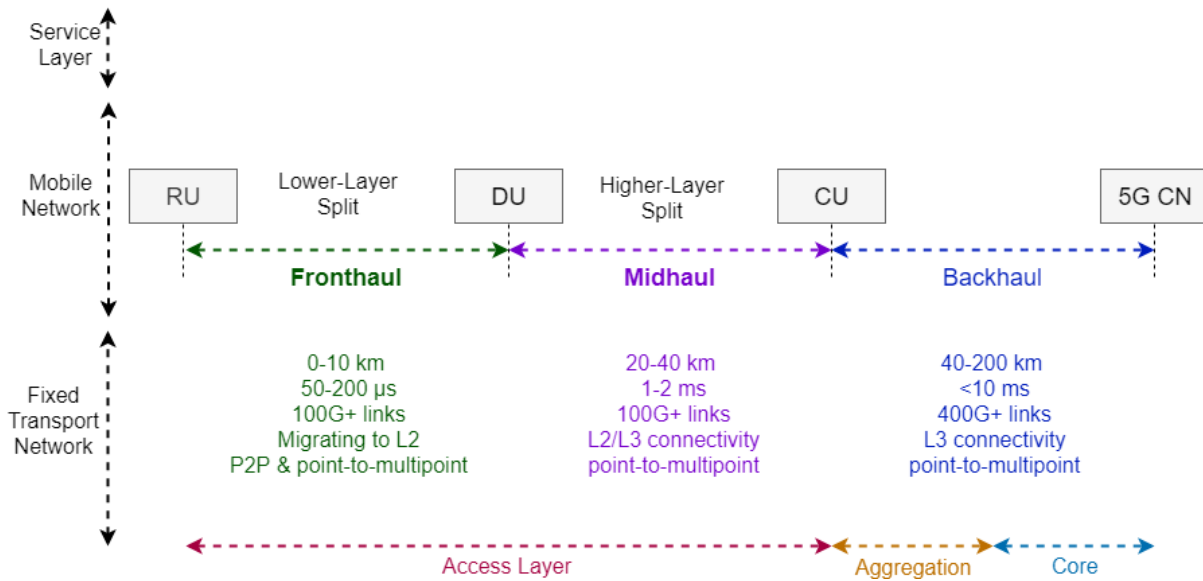 Service
Layer
Mobile
Network
RU
Lower-Layer
Split
DU
Higher-Layer
Split
CU
5G CN
Fronthaul
Midhaul
Backhaul
Fixed
Transport
Network
0-10 km
50-200 µs
100G+ links
Migrating to L2
P2P & point-to-multipoint
20-40 km
1-2 ms
100G+ links
L2/L3 connectivity
point-to-multipoint
40-200 km
<10 ms
400G+ links
L3 connectivity
point-to-multipoint
Access Layer
Aggregation
Core